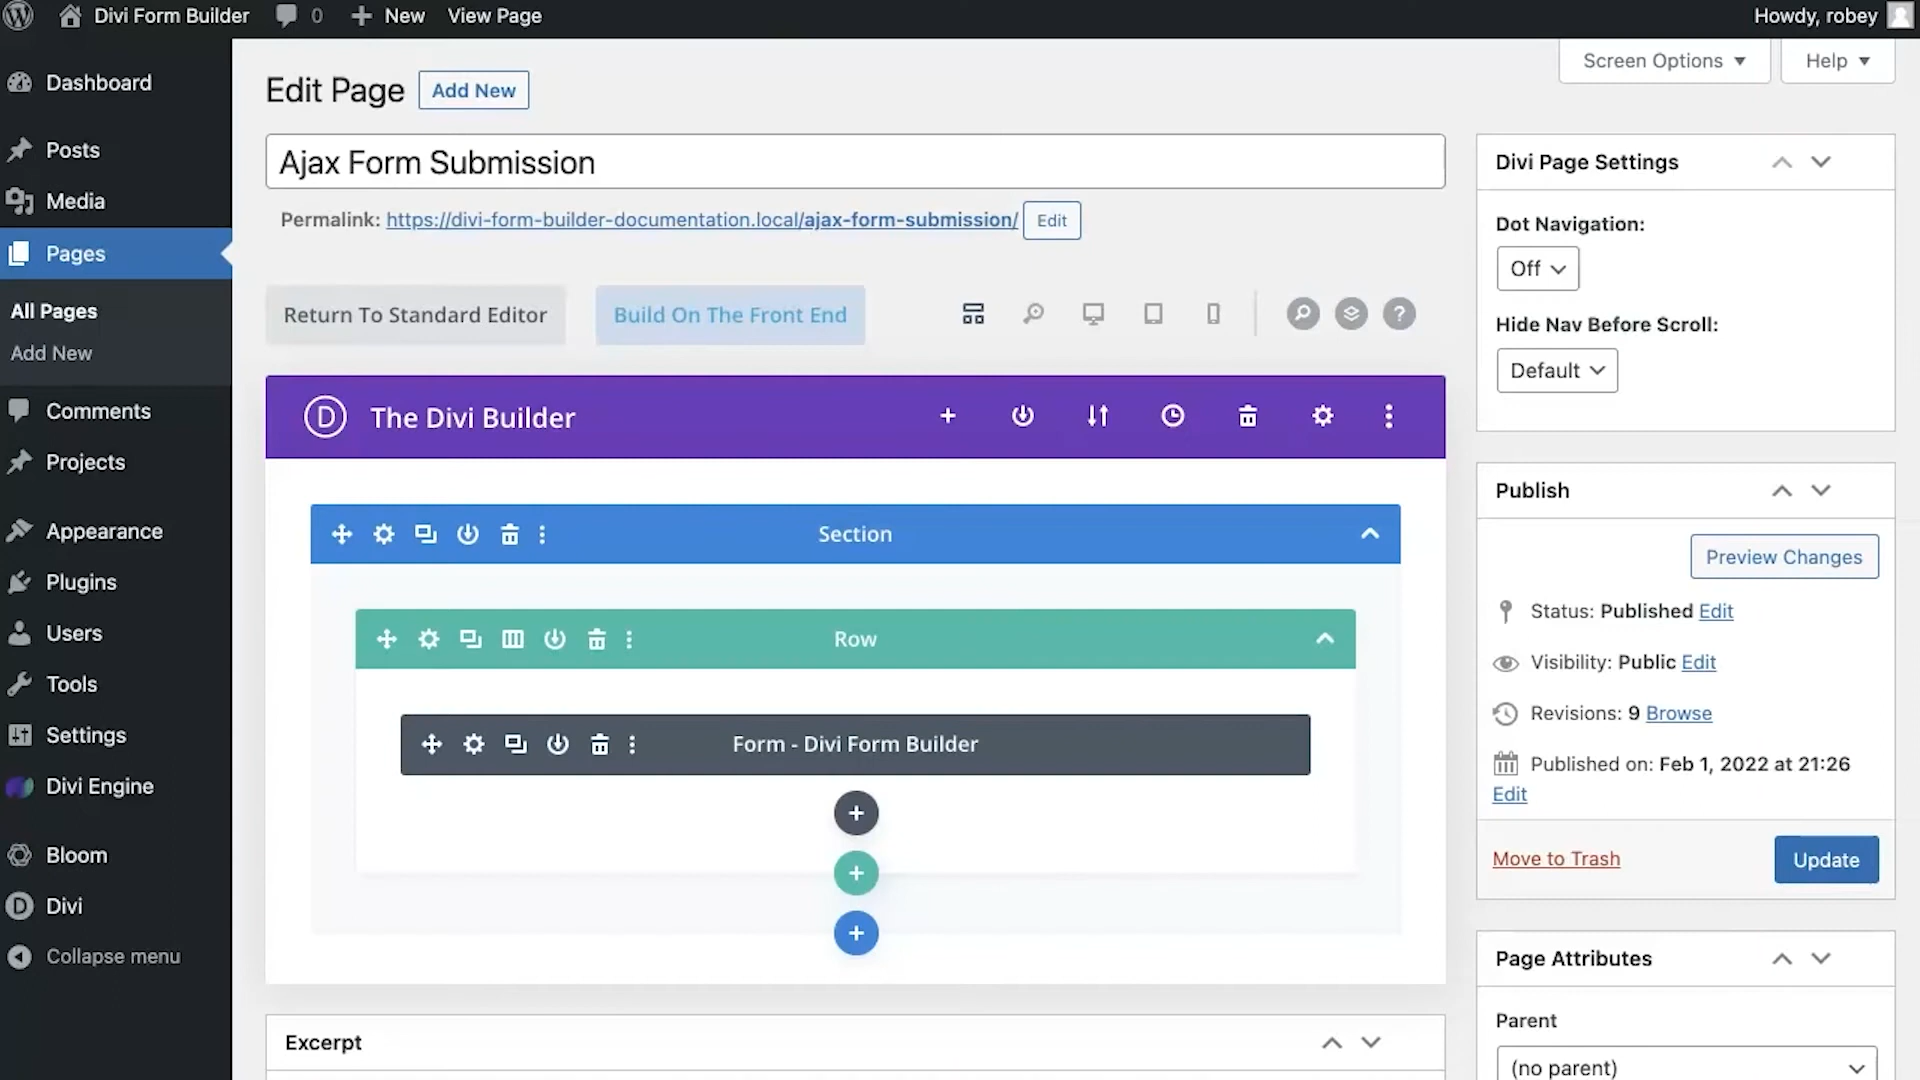 Divi Form Builder
0
New
View Page
Howdy, robey
Dashboard
Posts
Media
Pages
All Pages
Add New
Comments
Projects
Appearance
Plugins
Users
Tools
Settings
Divi Engine
Bloom
Divi
Collapse menu
Screen Options
Help
Edit Page
Add New
Ajax Form Submission
Permalink: https://divi-form-builder-documentation.local/ajax-form-submission/ Edit
Return To Standard Editor
Build On The Front End
The Divi Builder
Section
Row
Form - Divi Form Builder
Excerpt
Divi Page Settings
Dot Navigation:
Off
Hide Nav Before Scroll:
Default
Publish
Preview Changes
Status: Published Edit
Visibility: Public Edit
Revisions: 9 Browse
Published on: Feb 1, 2022 at 21:26
Edit
Move to Trash
Update
Page Attributes
Parent
(no parent)